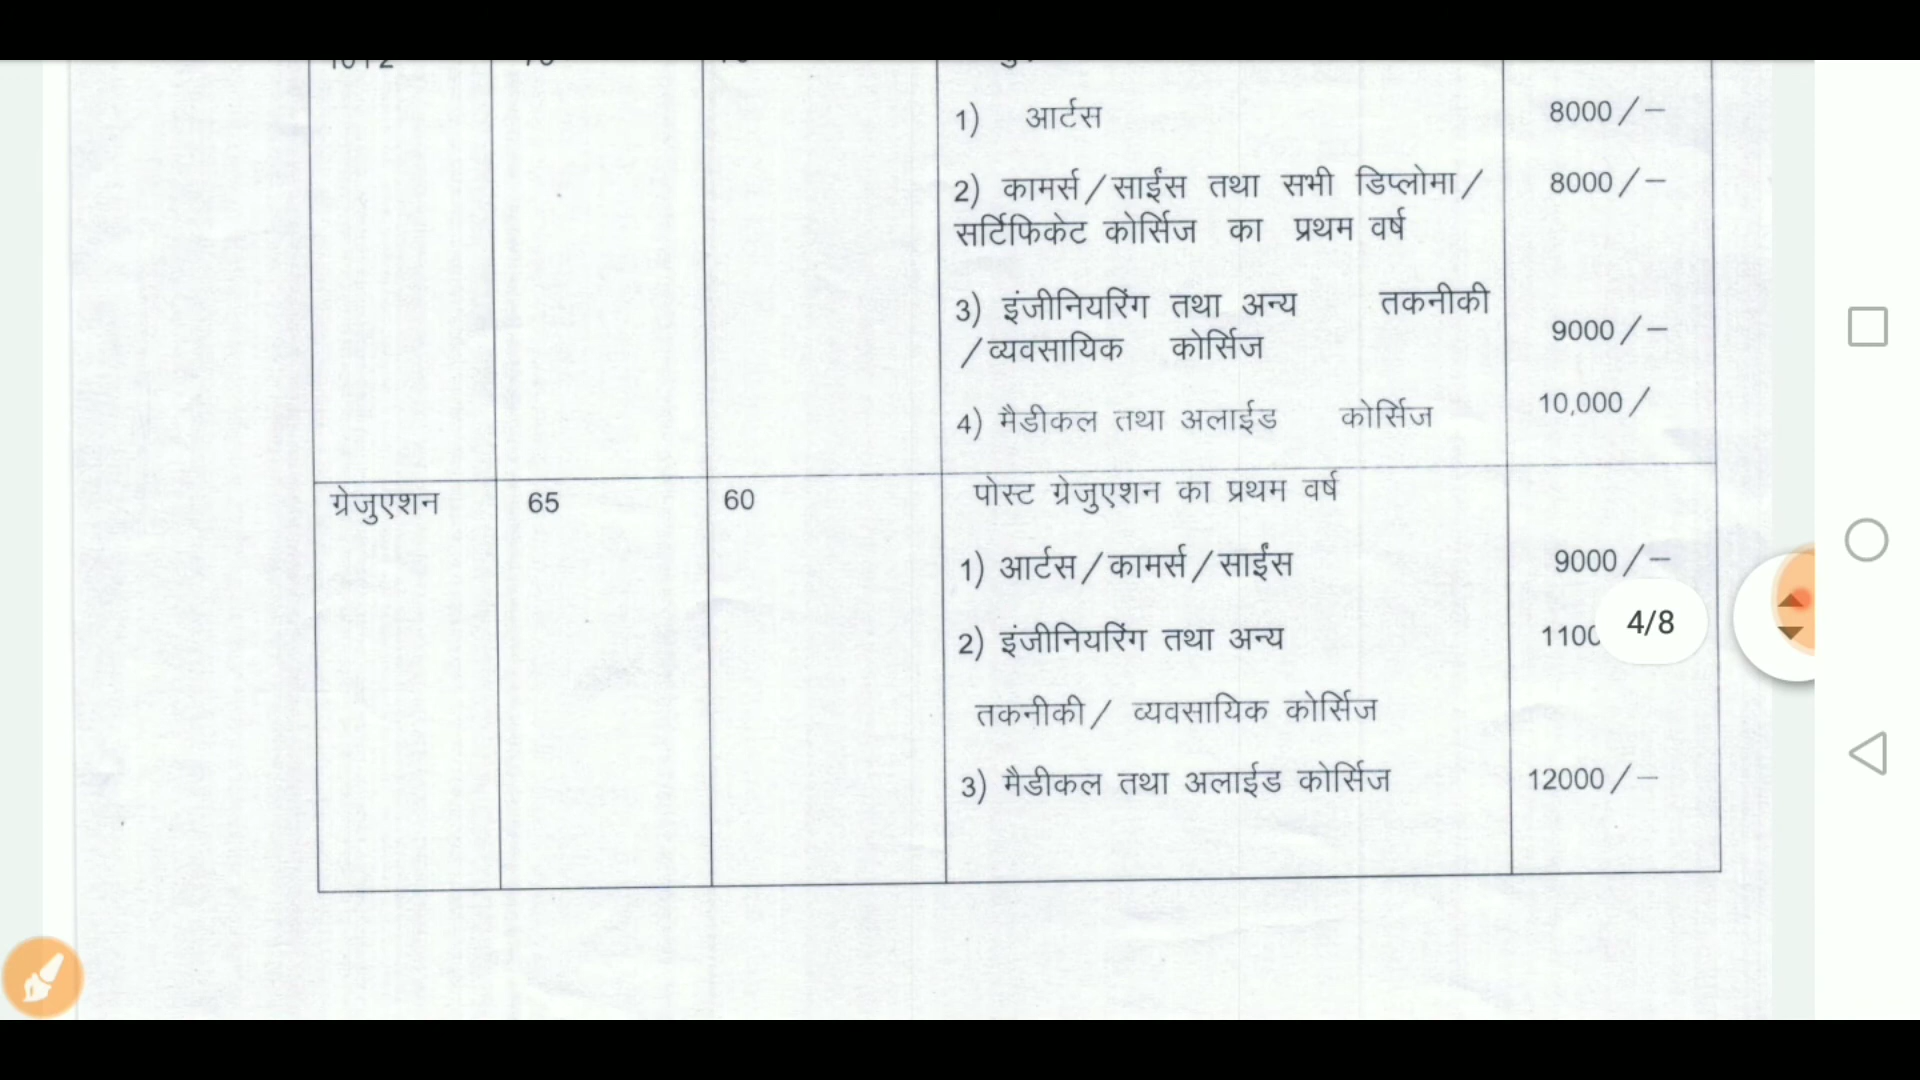 1) आर्टस 8000/-
2) कामर्स/साईंस तथा सभी डिप्लोमा/ 8000/-
सर्टिफिकेट कोर्सिज का प्रथम वर्ष
3) इंजीनियरिंग तथा अन्य तकनीकी
/व्यवसायिक कोर्सिज 9000/-
4) मैडीकल तथा अलाईड कोर्सिज 10,000/
ग्रेजुएशन 65 60 पोस्ट ग्रेजुएशन का प्रथम वर्ष
1) आर्टस/कामर्स/साईंस 9000/-
2) इंजीनियरिंग तथा अन्य
4/8
तकनीकी/ व्यवसायिक कोर्सिज
3) मैडीकल तथा अलाईड कोर्सिज 12000/-